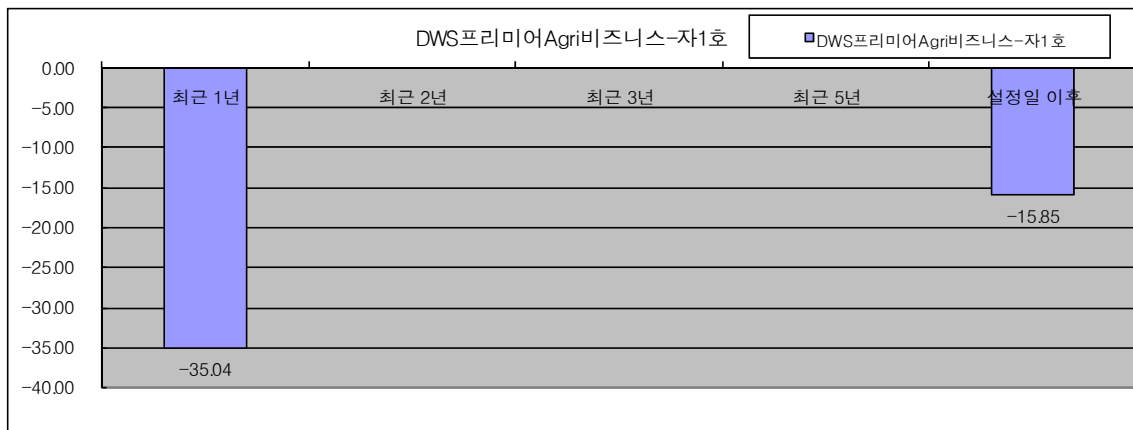 DWS프리미어Agri비즈니스-자1호
DWS프리미어Agri비즈니스-자1호
0.00
최근 1년
최근 2년
최근 3년
최근 5년
설정일 이후
-5.00
-10.00
-15.00
-15.85
-20.00
-25.00
-30.00
-35.00
-35.04
-40.00